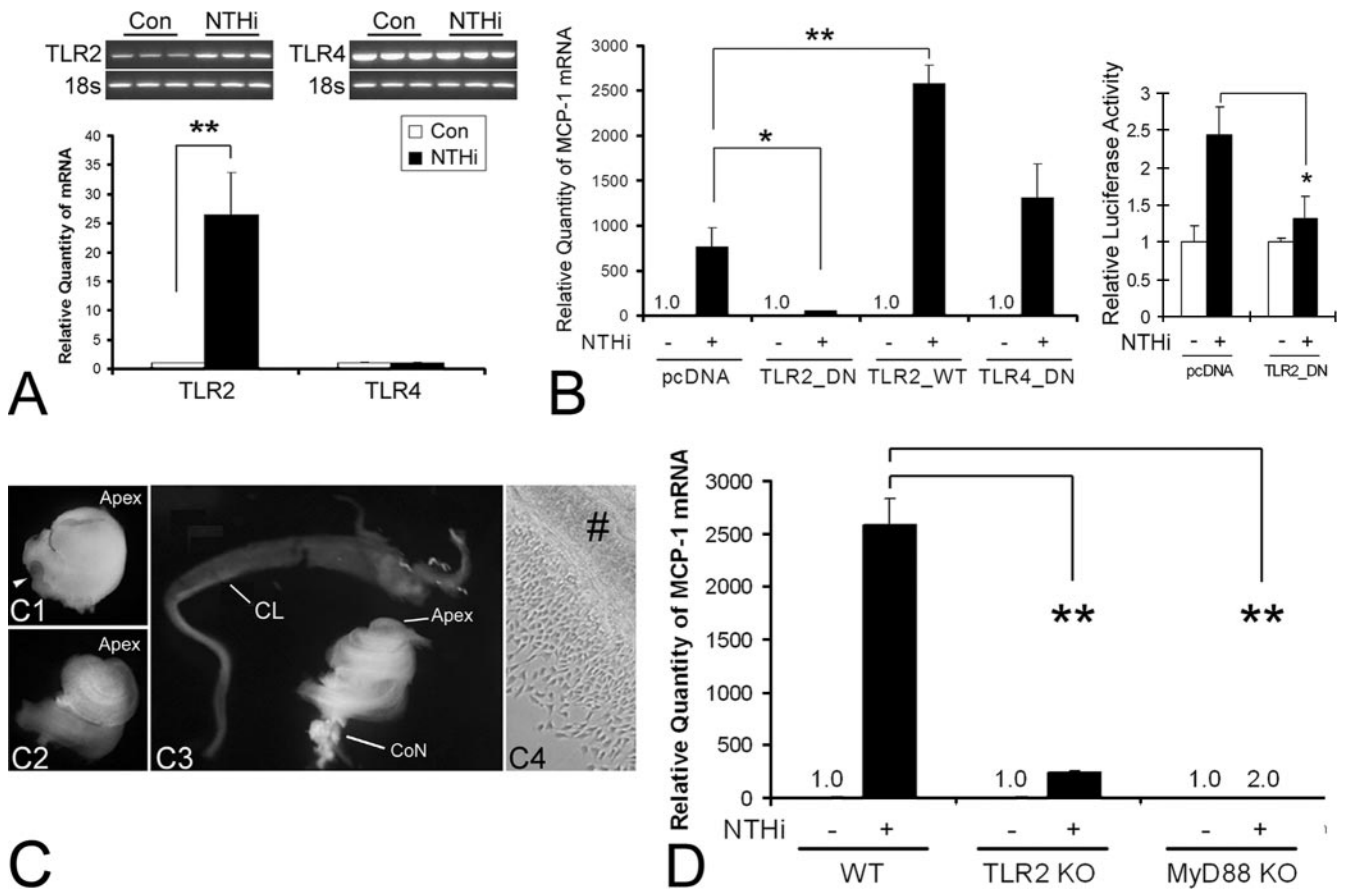 Con NTHi Con NTHi
TLR2 TLR4
18s 18s
Relative Quantity of mRNA
40
35
30
25
20
15
10
5
0
**
Con
NTHi
TLR2 TLR4
A
Relative Quantity of MCP-1 mRNA
3000
2500
2000
1500
1000
500
0
**
*
1.0 1.0 1.0 1.0
NTHi - + - + - + - +
pcDNA TLR2_DN TLR2_WT TLR4_DN
B
Relative Luciferase Activity
3
2.5
2
1.5
1
0.5
0
*
NTHi - + - +
pcDNA TLR2_DN
Apex
C1
Apex
C2
CL
Apex
CoN
C3
#
C4
C
Relative Quantity of MCP-1 mRNA
3000
2500
2000
1500
1000
500
0
** **
1.0 1.0 1.0 2.0
NTHi - + - + - +
WT TLR2 KO MyD88 KO
D